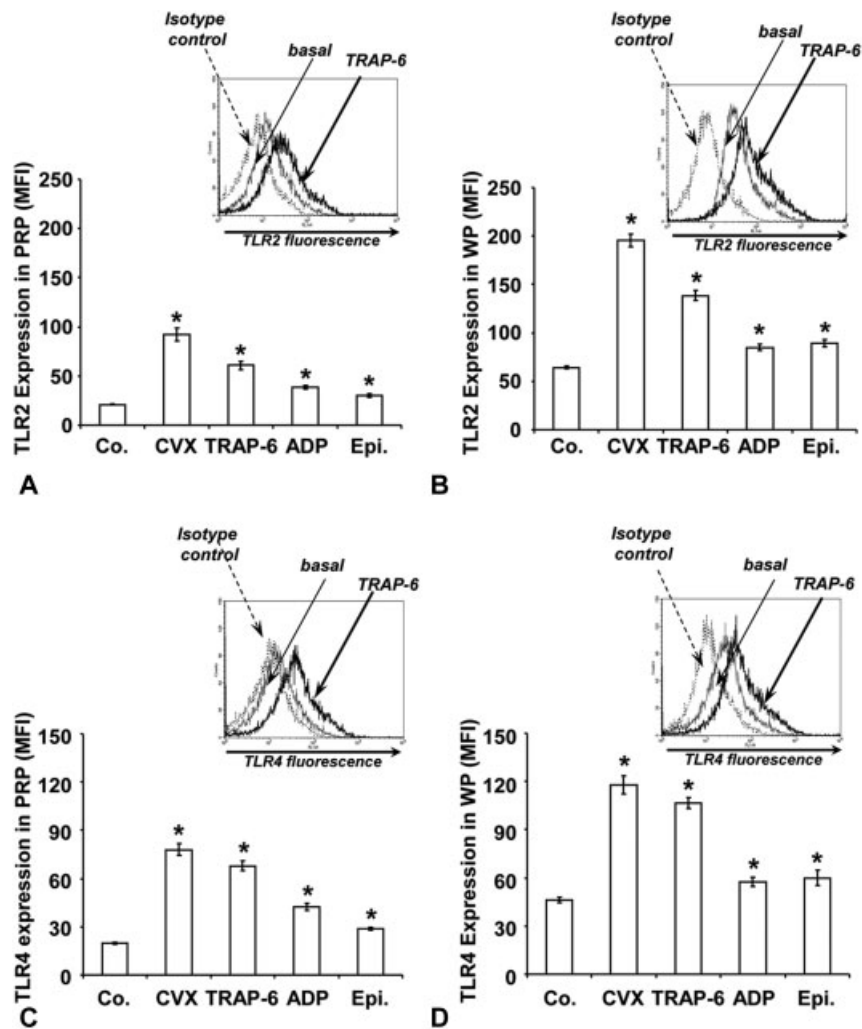 Isotype
control
basal
TRAP-6
TLR2 fluorescence
TLR2 Expression in PRP (MFI)
250
200
150
100
50
0
*
*
*
*
Co. CVX TRAP-6 ADP Epi.
A
Isotype
control
basal
TRAP-6
TLR2 fluorescence
TLR2 Expression in WP (MFI)
250
200
150
100
50
0
*
*
*
*
Co. CVX TRAP-6 ADP Epi.
B
Isotype
control
basal
TRAP-6
TLR4 fluorescence
TLR4 expression in PRP (MFI)
150
120
90
60
30
0
*
*
*
*
Co. CVX TRAP-6 ADP Epi.
C
Isotype
control
basal
TRAP-6
TLR4 fluorescence
TLR4 Expression in WP (MFI)
150
120
90
60
30
0
*
*
*
*
Co. CVX TRAP-6 ADP Epi.
D